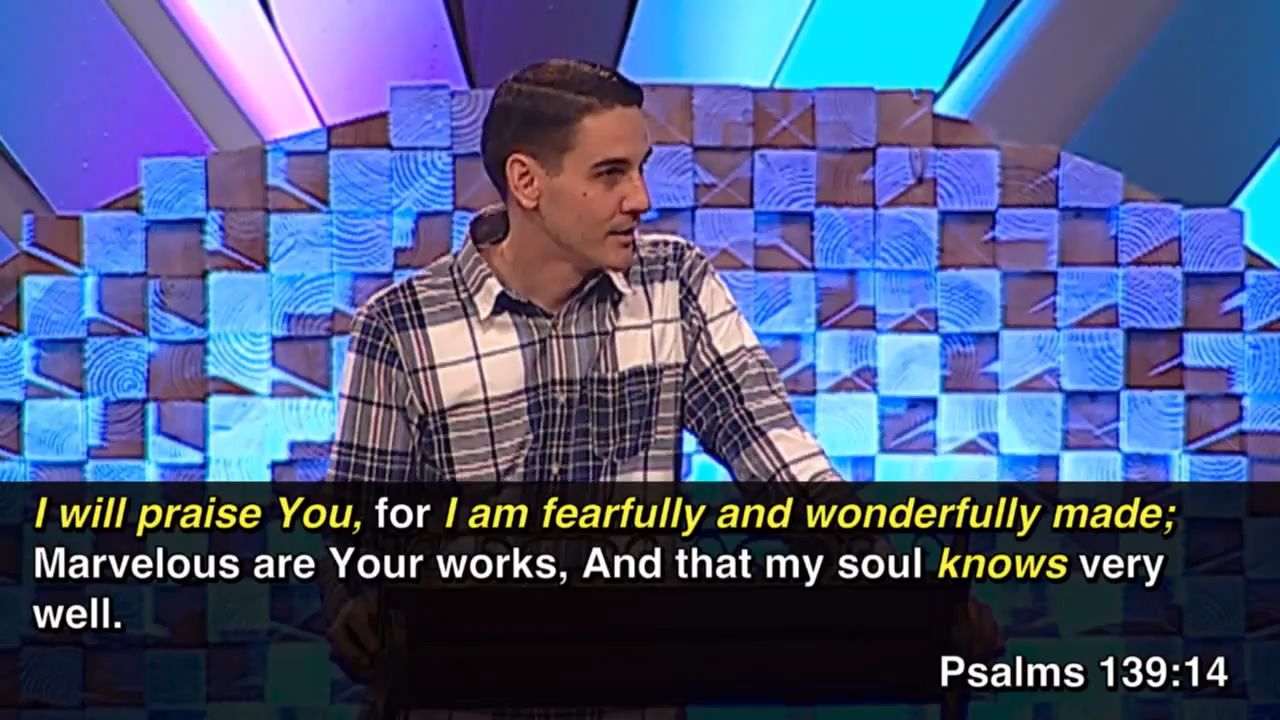 I will praise You, for I am fearfully and wonderfully made;
Marvelous are Your works, And that my soul knows very
well.
Psalms 139:14